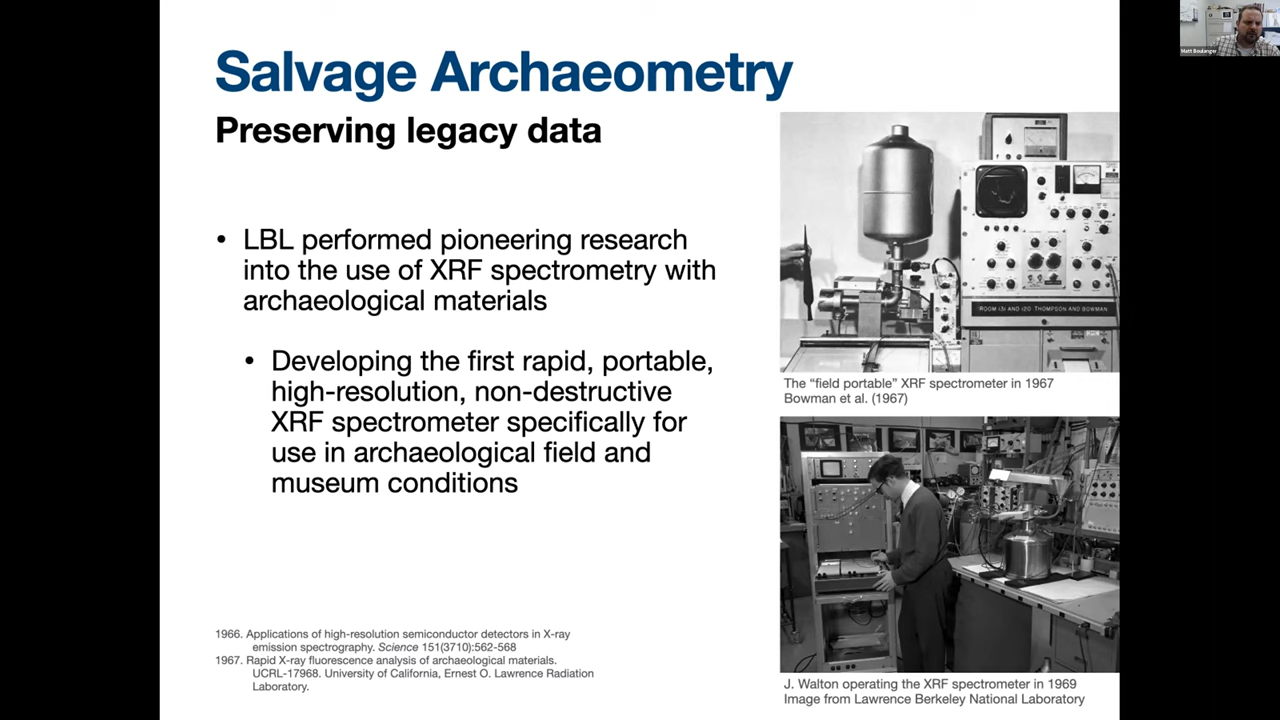 Salvage Archaeometry
Preserving legacy data
• LBL performed pioneering research
into the use of XRF spectrometry with
archaeological materials
• Developing the first rapid, portable,
high-resolution, non-destructive
XRF spectrometer specifically for
use in archaeological field and
museum conditions
1966. Applications of high-resolution semiconductor detectors in X-ray
emission spectrography. Science 151(3710):562-568
1967. Rapid X-ray fluorescence analysis of archaeological materials.
UCRL-17968. University of California, Ernest O. Lawrence Radiation
Laboratory.
ROOM 131 AND 120 THOMPSON AND BOWMAN
The “field portable” XRF spectrometer in 1967
Bowman et al. (1967)
J. Walton operating the XRF spectrometer in 1969
Image from Lawrence Berkeley National Laboratory
Matt Boulanger